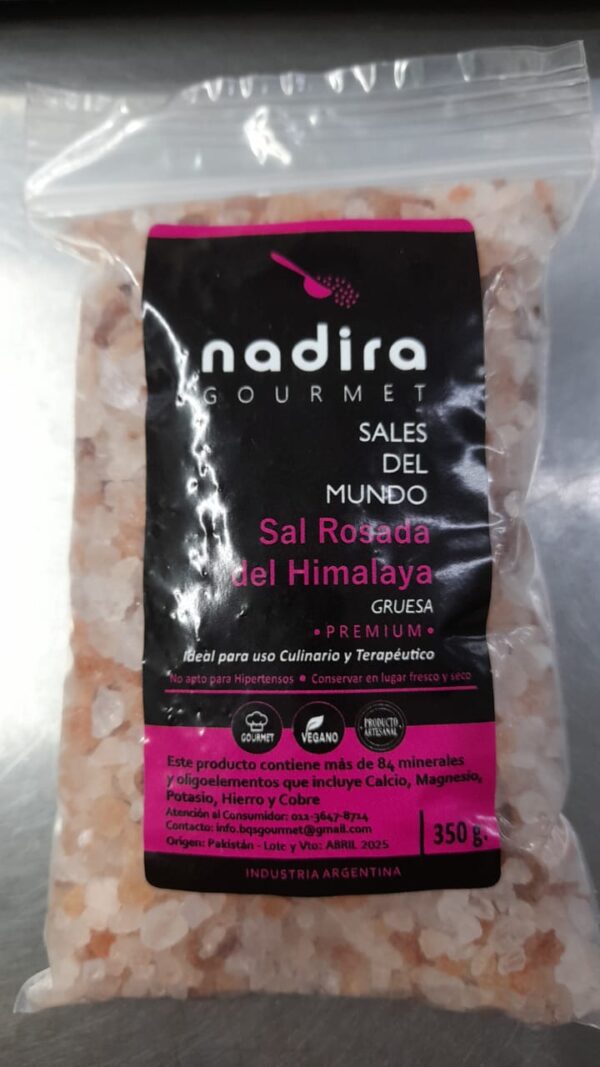 nadira
GOURMET
SALES
DEL
MUNDO
Sal Rosada
del Himalaya
GRUESA
• PREMIUM •
Ideal para uso Culinario y Terapéutico
No apto para Hipertensos • Conservar en lugar fresco y seco
GOURMET
VEGANO
PRODUCTO
ARTESANAL
Este producto contiene más de 84 minerales
y oligoelementos que incluye Calcio, Magnesio,
Potasio, Hierro y Cobre
Atención al Consumidor: 011-3647-8714
Contacto: info.bqsgourmet@gmail.com
Origen: Pakistán - Lote y Vto: ABRIL 2025
350 g.
INDUSTRIA ARGENTINA